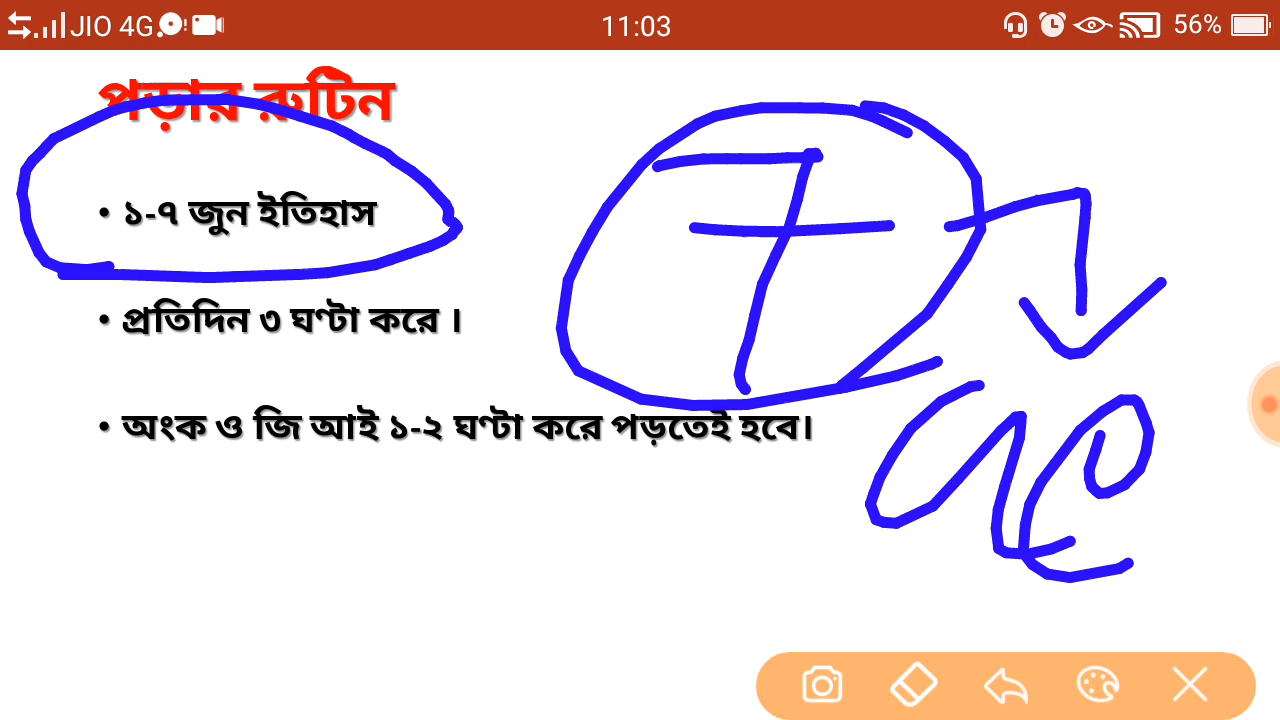 JIO 4G 11:03 56%
পড়ার রুটিন
• ১-৭ জুন ইতিহাস
• প্রতিদিন ৩ ঘণ্টা করে ।
• অংক ও জি আই ১-২ ঘণ্টা করে পড়তেই হবে।
7